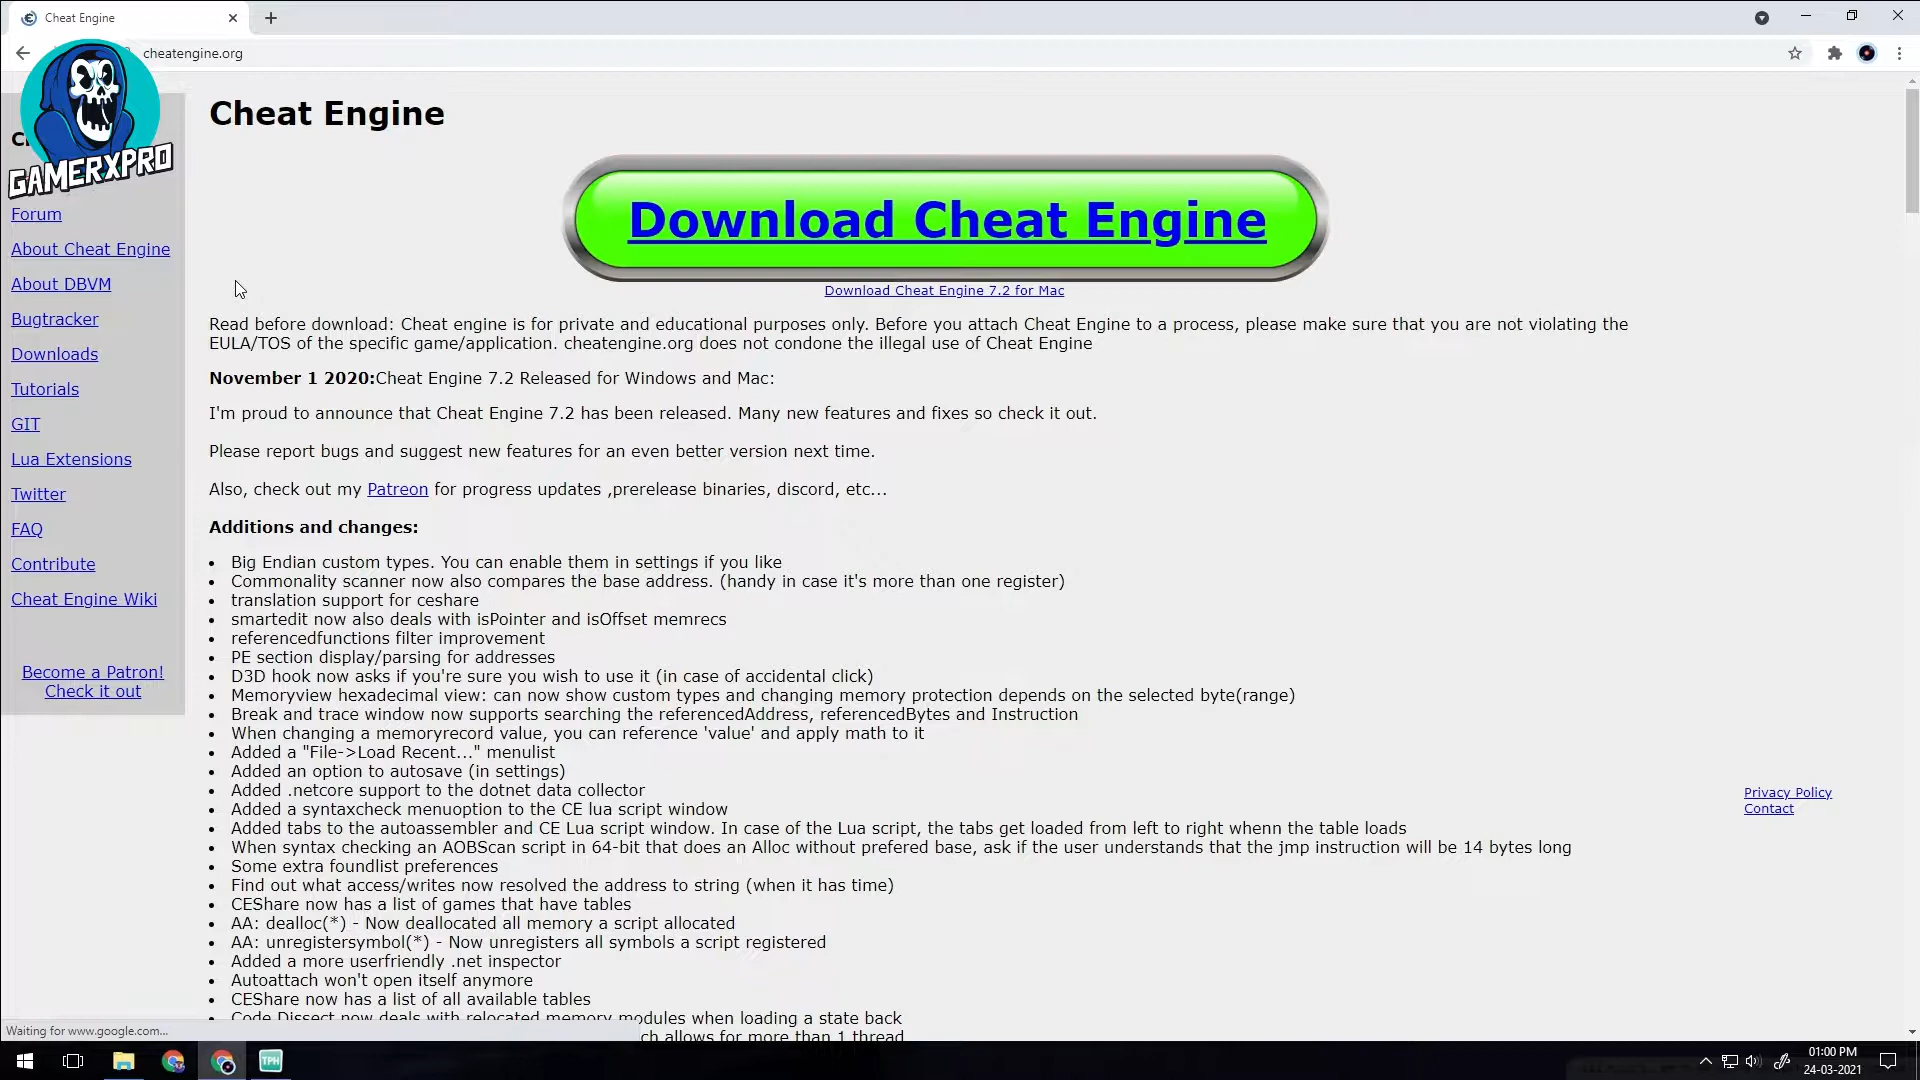 Cheat Engine
cheatengine.org
GAMERXPRO
Forum
About Cheat Engine
About DBVM
Bugtracker
Downloads
Tutorials
GIT
Lua Extensions
Twitter
FAQ
Contribute
Cheat Engine Wiki
Become a Patron!
Check it out
Cheat Engine
Download Cheat Engine
Download Cheat Engine 7.2 for Mac
Read before download: Cheat engine is for private and educational purposes only. Before you attach Cheat Engine to a process, please make sure that you are not violating the
EULA/TOS of the specific game/application. cheatengine.org does not condone the illegal use of Cheat Engine
November 1 2020:Cheat Engine 7.2 Released for Windows and Mac:
I'm proud to announce that Cheat Engine 7.2 has been released. Many new features and fixes so check it out.
Please report bugs and suggest new features for an even better version next time.
Also, check out my Patreon for progress updates ,prerelease binaries, discord, etc...
Additions and changes:
• Big Endian custom types. You can enable them in settings if you like
• Commonality scanner now also compares the base address. (handy in case it's more than one register)
• translation support for ceshare
• smartedit now also deals with isPointer and isOffset memrecs
• referencedfunctions filter improvement
• PE section display/parsing for addresses
• D3D hook now asks if you're sure you wish to use it (in case of accidental click)
• Memoryview hexadecimal view: can now show custom types and changing memory protection depends on the selected byte(range)
• Break and trace window now supports searching the referencedAddress, referencedBytes and Instruction
• When changing a memoryrecord value, you can reference 'value' and apply math to it
• Added a "File->Load Recent..." menulist
• Added an option to autosave (in settings)
• Added .netcore support to the dotnet data collector
• Added a syntaxcheck menuoption to the CE lua script window
• Added tabs to the autoassembler and CE Lua script window. In case of the Lua script, the tabs get loaded from left to right whenn the table loads
• When syntax checking an AOBScan script in 64-bit that does an Alloc without prefered base, ask if the user understands that the jmp instruction will be 14 bytes long
• Some extra foundlist preferences
• Find out what access/writes now resolved the address to string (when it has time)
• CEShare now has a list of games that have tables
• AA: dealloc(*) - Now deallocated all memory a script allocated
• AA: unregistersymbol(*) - Now unregisters all symbols a script registered
• Added a more userfriendly .net inspector
• Autoattach won't open itself anymore
• CEShare now has a list of all available tables
• Code Dissect now deals with relocated memory modules when loading a state back
ch allows for more than 1 thread
Privacy Policy
Contact
Waiting for www.google.com...
TPH
01:00 PM
24-03-2021